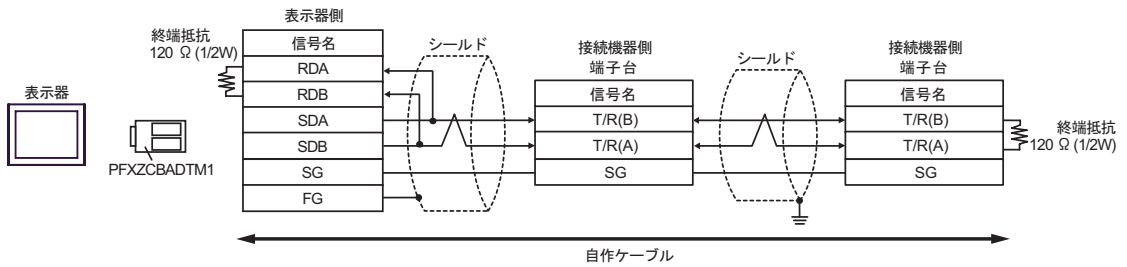 表示器
PFXZCBADTM1
終端抵抗
120 Ω (1/2W)
表示器側
信号名
RDA
RDB
SDA
SDB
SG
FG
シールド
接続機器側
端子台
信号名
T/R(B)
T/R(A)
SG
シールド
接続機器側
端子台
信号名
T/R(B)
T/R(A)
SG
終端抵抗
120 Ω (1/2W)
自作ケーブル